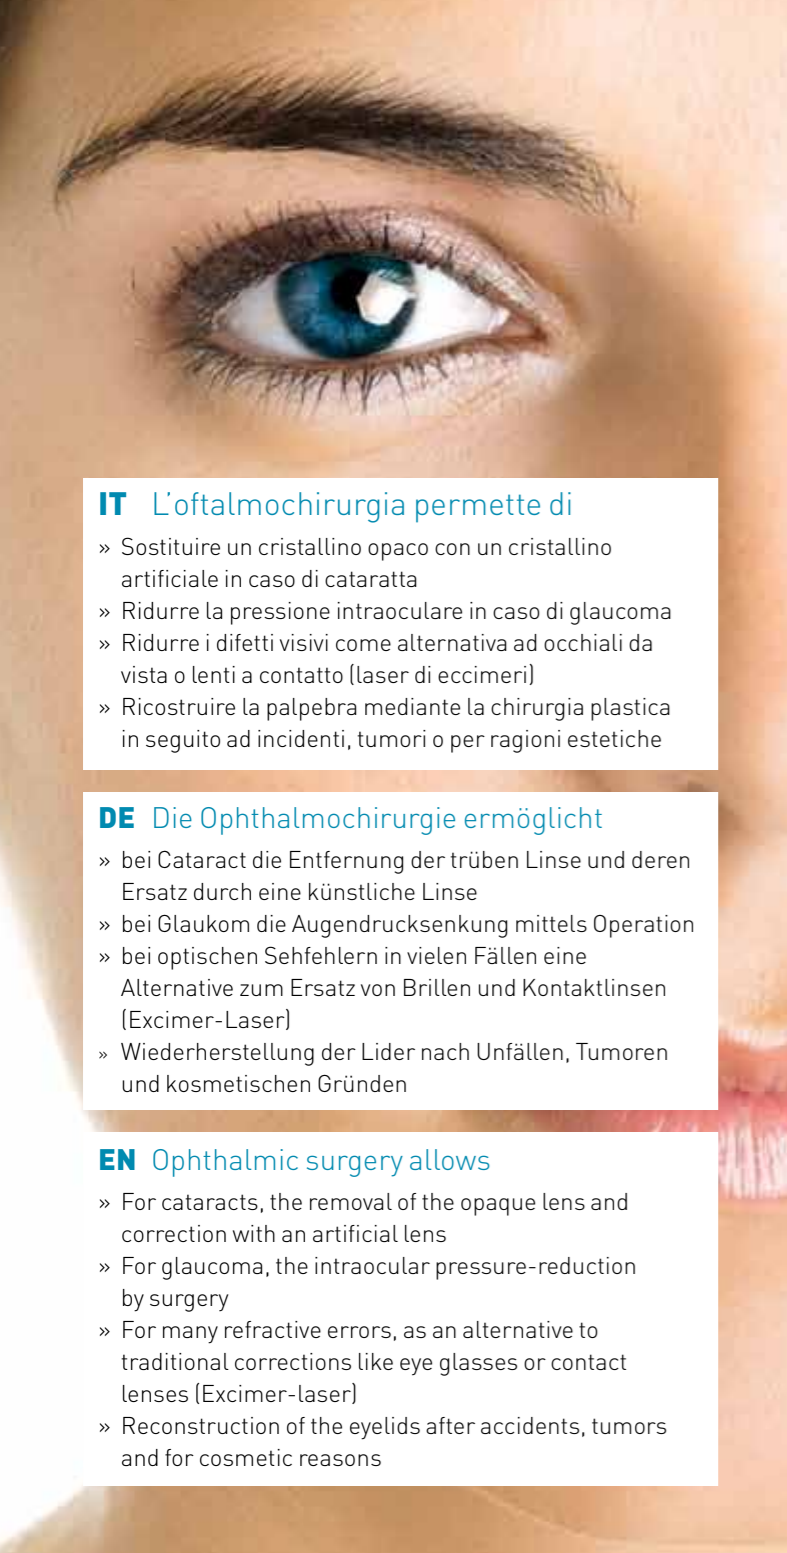 IT L'oftalmochirurgia permette di
» Sostituire un cristallino opaco con un cristallino
artificiale in caso di cataratta
» Ridurre la pressione intraoculare in caso di glaucoma
» Ridurre i difetti visivi come alternativa ad occhiali da
vista o lenti a contatto (laser di eccimeri)
» Ricostruire la palpebra mediante la chirurgia plastica
in seguito ad incidenti, tumori o per ragioni estetiche
DE Die Ophthalmochirurgie ermöglicht
» bei Cataract die Entfernung der trüben Linse und deren
Ersatz durch eine künstliche Linse
» bei Glaukom die Augendrucksenkung mittels Operation
» bei optischen Sehfehlern in vielen Fällen eine
Alternative zum Ersatz von Brillen und Kontaktlinsen
(Excimer-Laser)
» Wiederherstellung der Lider nach Unfällen, Tumoren
und kosmetischen Gründen
EN Ophthalmic surgery allows
» For cataracts, the removal of the opaque lens and
correction with an artificial lens
» For glaucoma, the intraocular pressure-reduction
by surgery
» For many refractive errors, as an alternative to
traditional corrections like eye glasses or contact
lenses (Excimer-laser)
» Reconstruction of the eyelids after accidents, tumors
and for cosmetic reasons